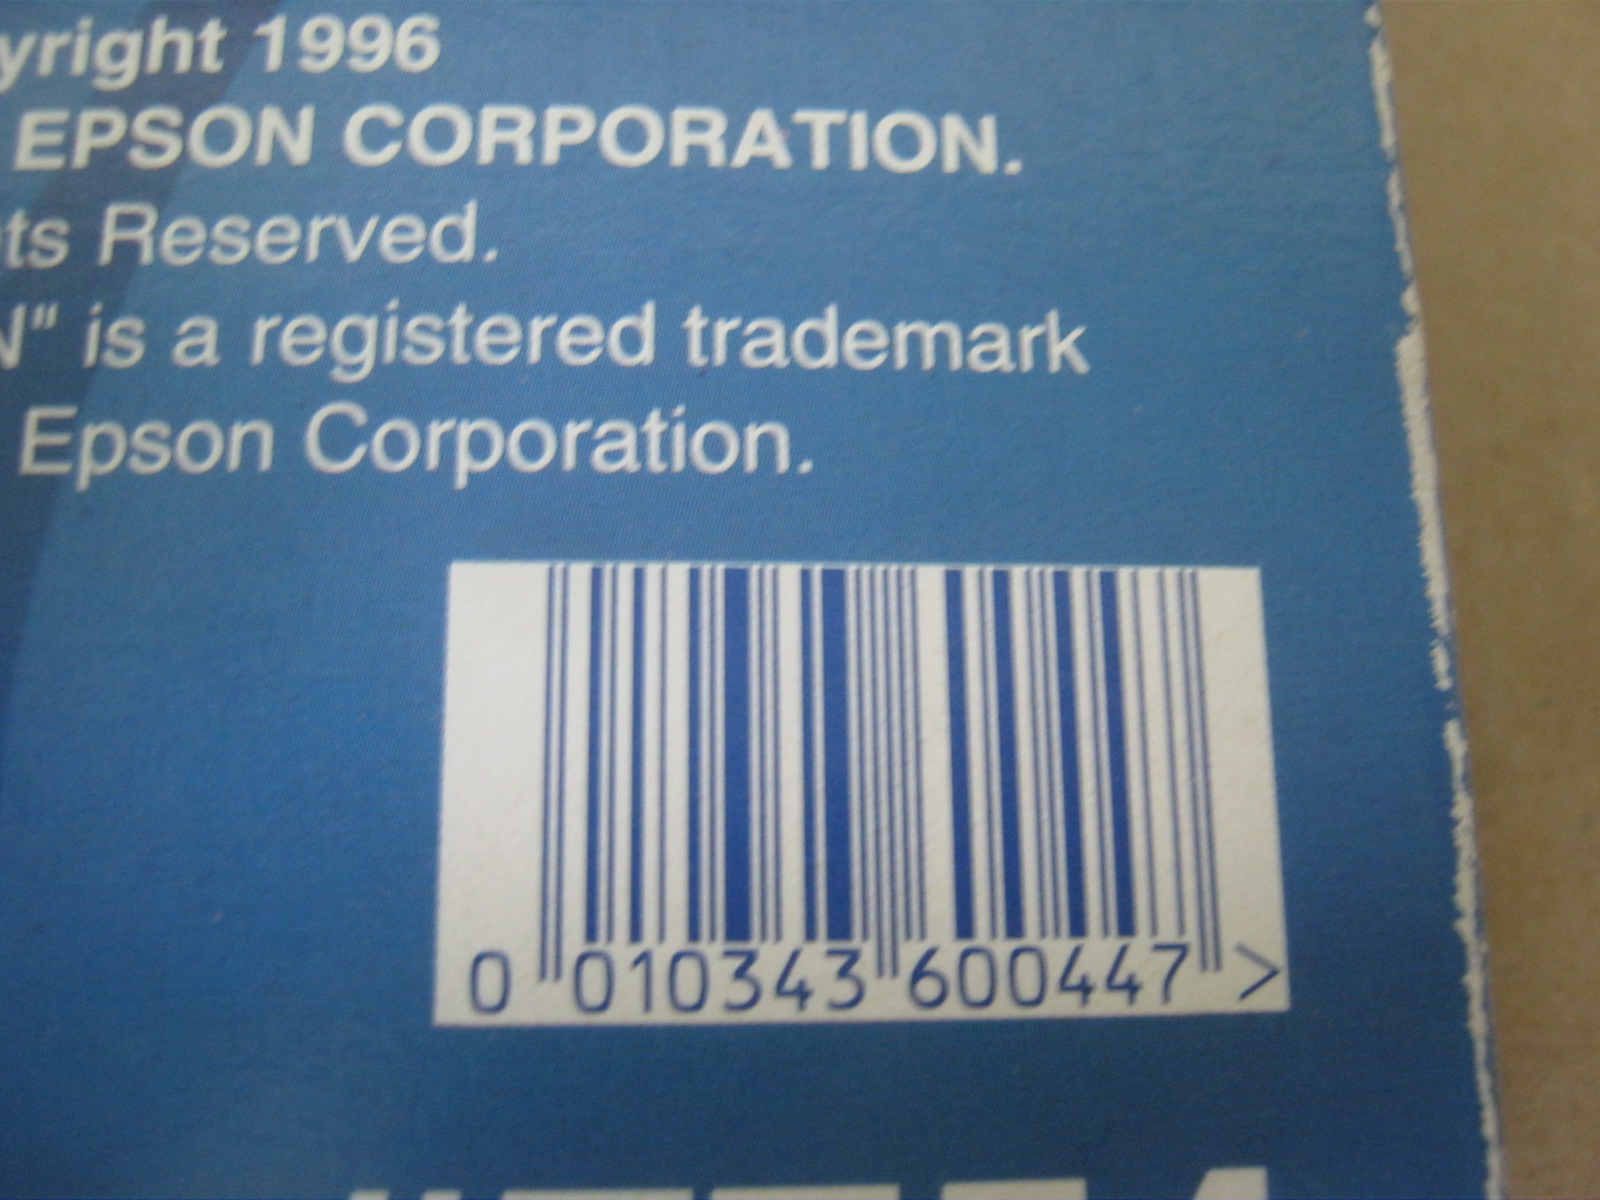 yright 1996
EPSON CORPORATION.
ts Reserved.
N" is a registered trademark
Epson Corporation.
0 010343 600447 >